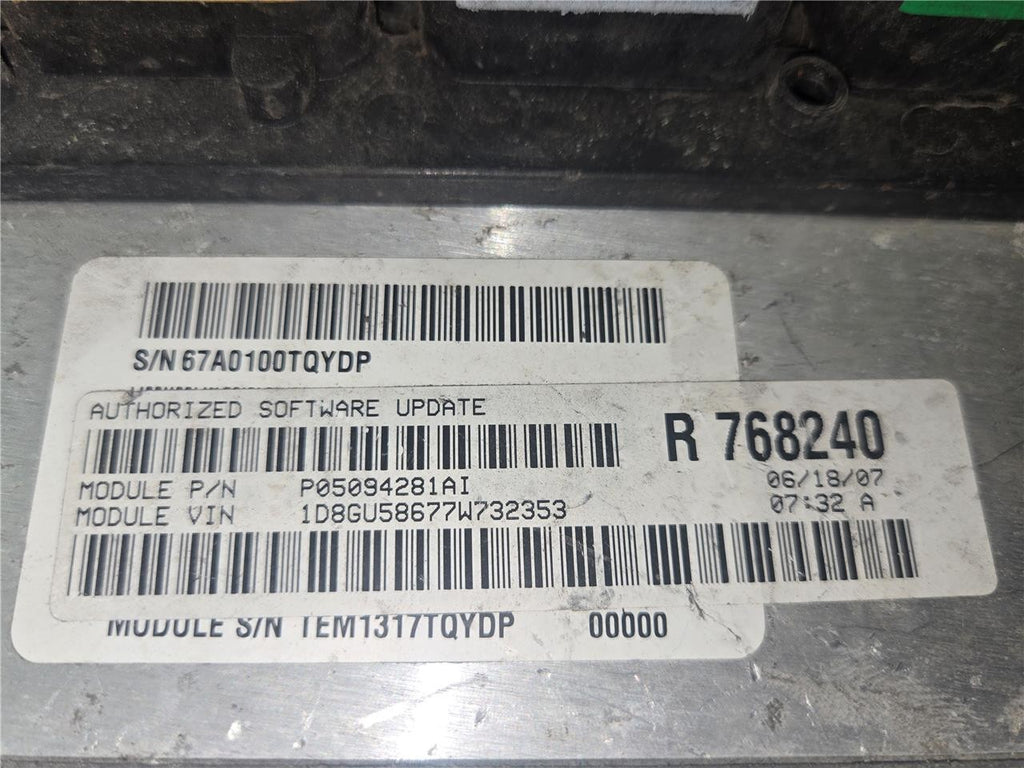 S/N 67A0100TQYDP
AUTHORIZED SOFTWARE UPDATE
R 768240
MODULE P/N P05094281AI
06/18/07
MODULE VIN 1D8GU58677W732353
07:32 A
MODULE S/N TEM1317TQYDP 00000